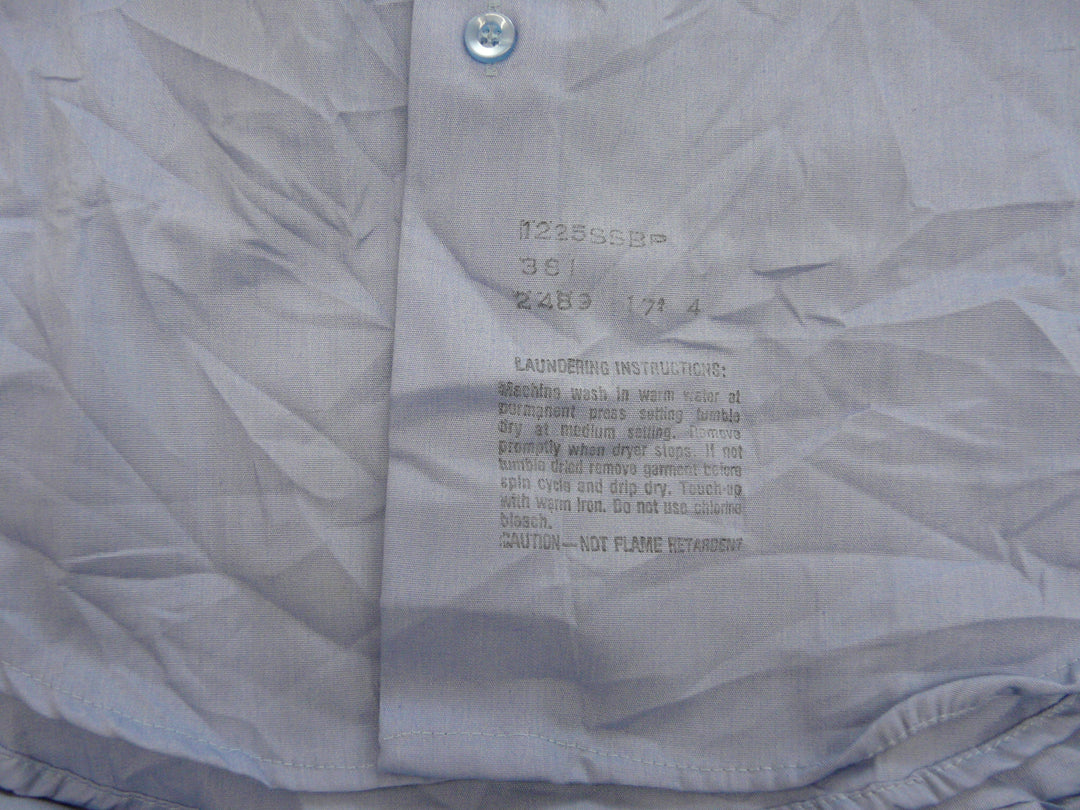 1225SSBP
381
2489 17½ 4
LAUNDERING INSTRUCTIONS:
Machine wash in warm water at
permanent press setting tumble
dry at medium setting. Remove
promptly when dryer stops. If not
tumble dried remove garment before
spin cycle and drip dry. Touch-up
with warm iron. Do not use chlorine
bleach.
CAUTION—NOT FLAME RETARDENT